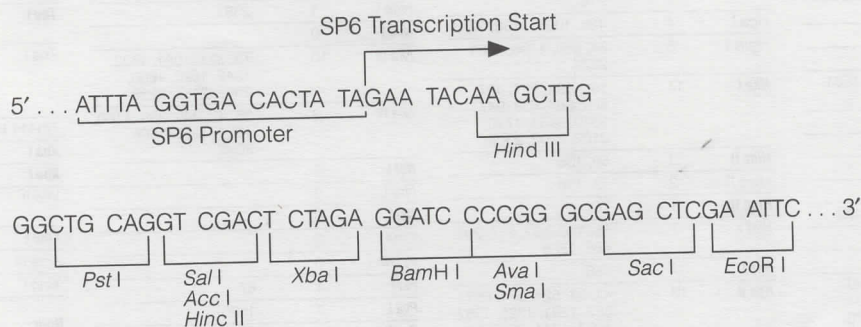 SP6 Transcription Start
5′ . . . ATTTA GGTGA CACTA TAGAA TACAA GCTTG
SP6 Promoter
Hind III
GGCTG CAGGT CGACT CTAGA GGATC CCCGG GCGAG CTCGA ATTC . . . 3′
Pst I Sal I Xba I BamH I Ava I Sac I EcoR I
Acc I Sma I
Hinc II